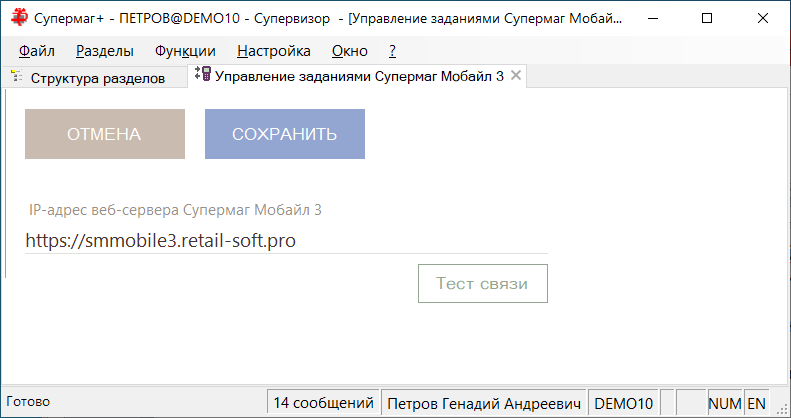 Супермаг+ - ПЕТРОВ@DEMO10 - Супервизор - [Управление заданиями Супермаг Мобай...
Файл Разделы Функции Настройка Окно ?
Структура разделов Управление заданиями Супермаг Мобайл 3
ОТМЕНА СОХРАНИТЬ
IP-адрес веб-сервера Супермаг Мобайл 3
https://smmobile3.retail-soft.pro
Тест связи
Готово 14 сообщений Петров Генадий Андреевич DEMO10 NUM EN